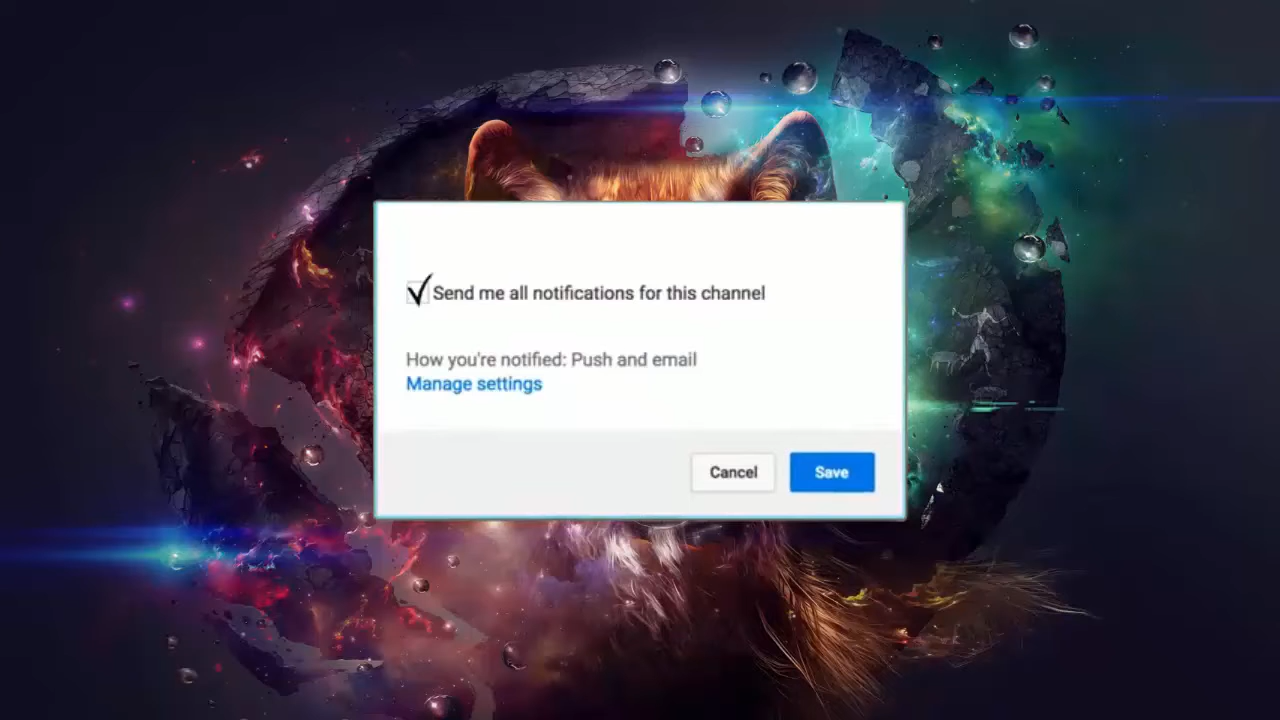 Send me all notifications for this channel
How you're notified: Push and email
Manage settings
Cancel
Save